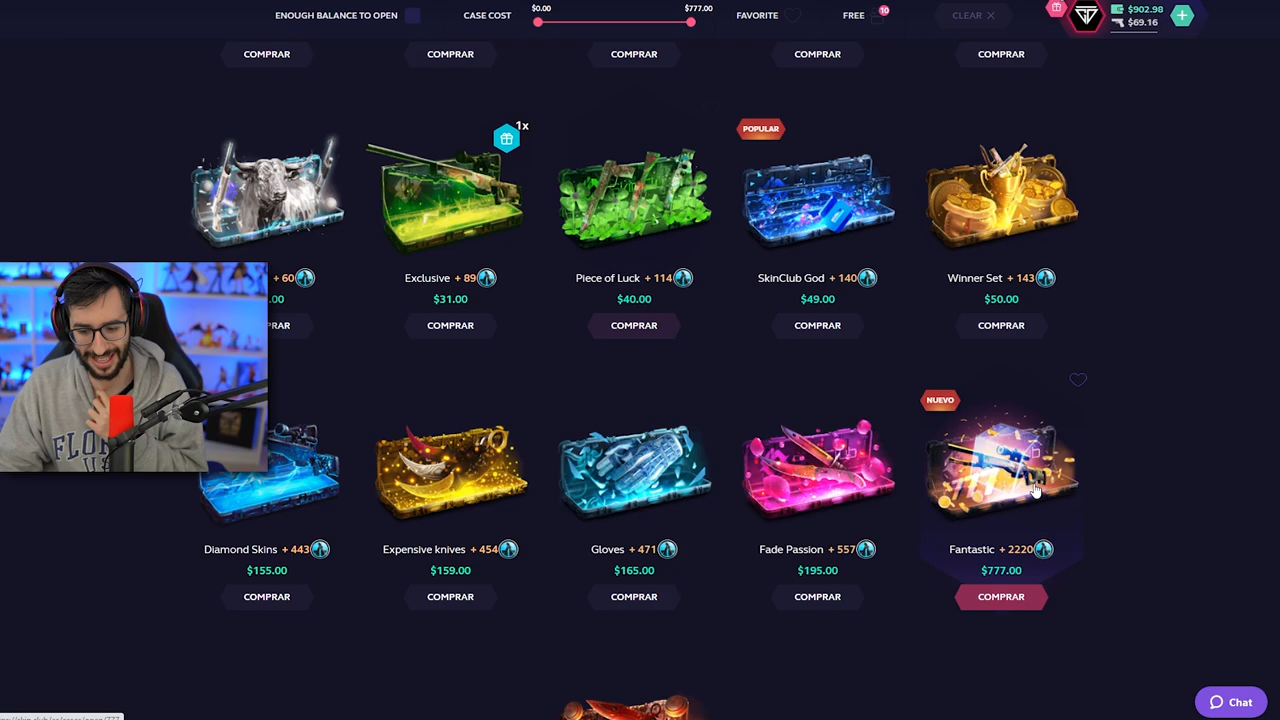 ENOUGH BALANCE TO OPEN
CASE COST
$0.00
$777.00
FAVORITE
FREE
10
CLEAR ✕
$902.98
$69.16
COMPRAR
COMPRAR
COMPRAR
COMPRAR
COMPRAR
1x
POPULAR
+ 60
Exclusive + 89
Piece of Luck + 114
SkinClub God + 140
Winner Set + 143
.00
$31.00
$40.00
$49.00
$50.00
PRAR
COMPRAR
COMPRAR
COMPRAR
COMPRAR
NUEVO
Diamond Skins + 443
Expensive knives + 454
Gloves + 471
Fade Passion + 557
Fantastic + 2220
$155.00
$159.00
$165.00
$195.00
$777.00
COMPRAR
COMPRAR
COMPRAR
COMPRAR
COMPRAR
Chat